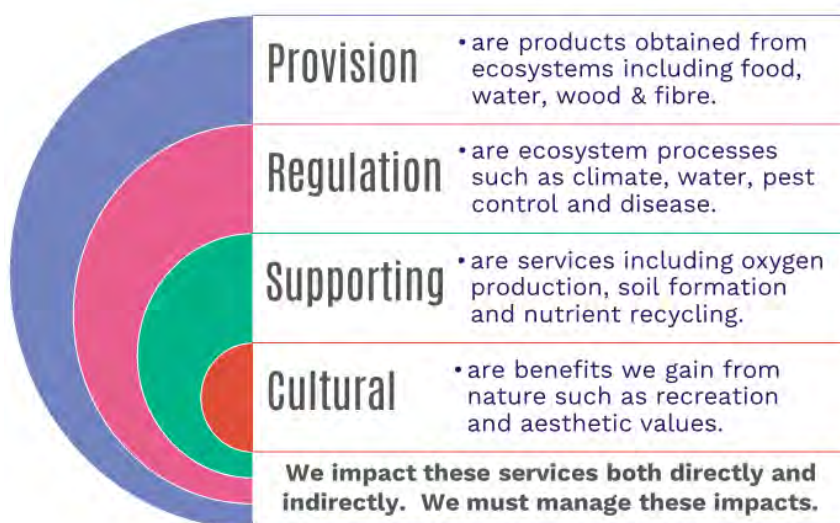 Provision
• are products obtained from
ecosystems including food,
water, wood & fibre.
Regulation
• are ecosystem processes
such as climate, water, pest
control and disease.
Supporting
• are services including oxygen
production, soil formation
and nutrient recycling.
Cultural
• are benefits we gain from
nature such as recreation
and aesthetic values.
We impact these services both directly and
indirectly. We must manage these impacts.